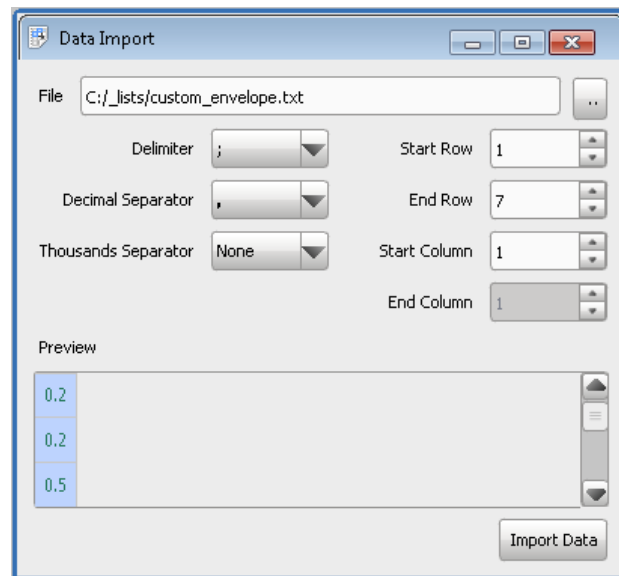 Data Import
File C:/_lists/custom_envelope.txt ..
Delimiter ; Start Row 1
Decimal Separator , End Row 7
Thousands Separator None Start Column 1
End Column 1
Preview
0.2
0.2
0.5
Import Data